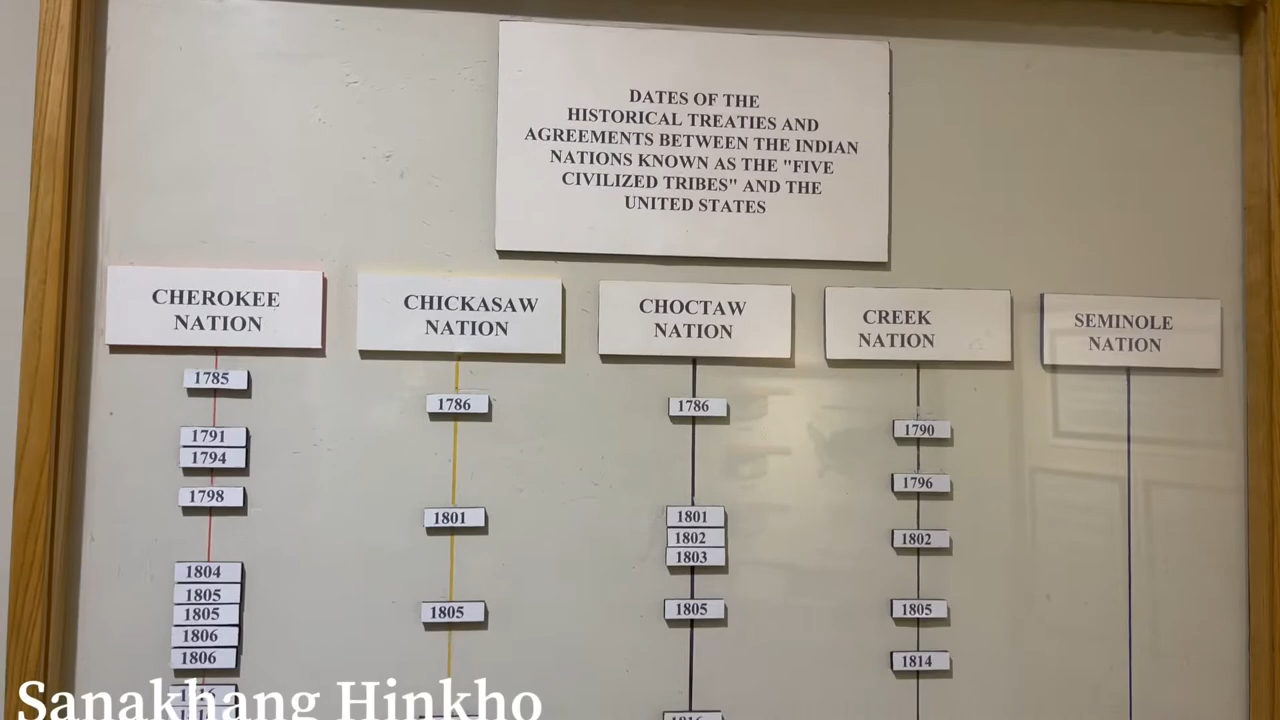 DATES OF THE
HISTORICAL TREATIES AND
AGREEMENTS BETWEEN THE INDIAN
NATIONS KNOWN AS THE "FIVE
CIVILIZED TRIBES" AND THE
UNITED STATES
CHEROKEE
NATION
1785
1791
1794
1798
1804
1805
1805
1806
1806
CHICKASAW
NATION
1786
1801
1805
CHOCTAW
NATION
1786
1801
1802
1803
1805
CREEK
NATION
1790
1796
1802
1805
1814
SEMINOLE
NATION
Sanakhang Hinkho